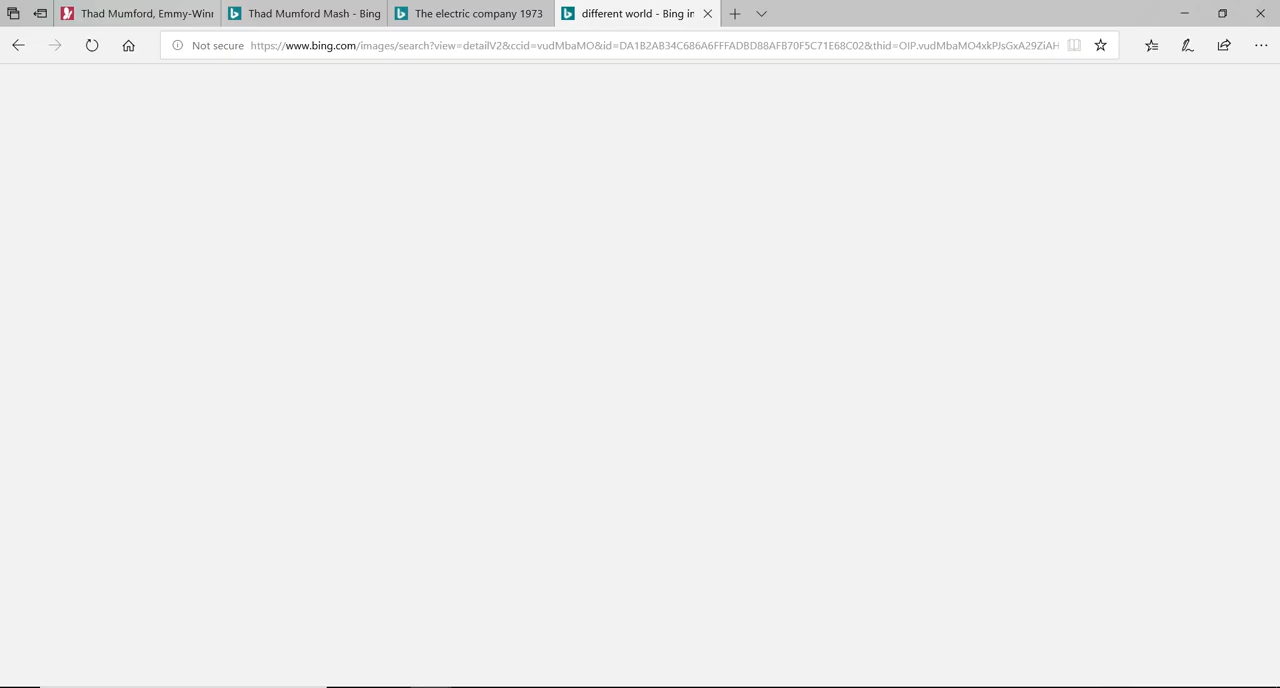 Thad Mumford, Emmy-Winn
Thad Mumford Mash - Bing
The electric company 1973
different world - Bing in
Not secure https://www.bing.com/images/search?view=detailV2&ccid=vudMbaMO&id=DA1B2AB34C686A6FFFADBD88AFB70F5C71E68C02&thid=OIP.vudMbaMO4xkPJsGxA29ZiAH